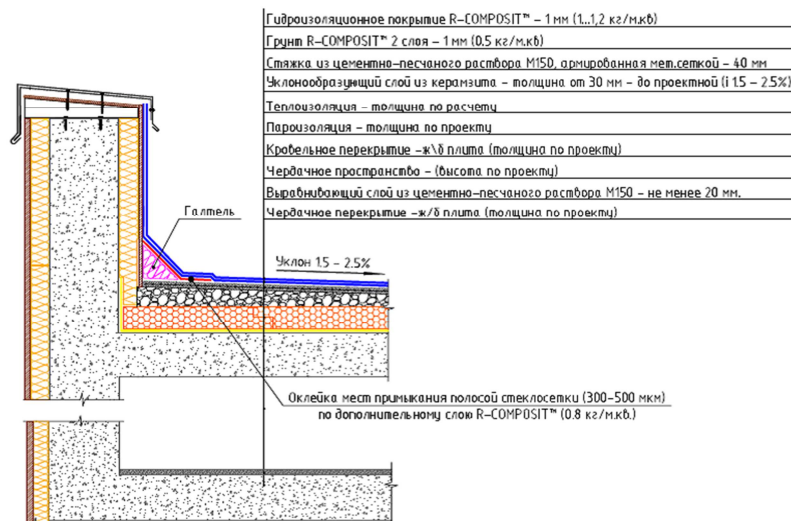 Гидроизоляционное покрытие R-COMPOSIT™ - 1 мм (1...1,2 кг/м.кв)
Грунт R-COMPOSIT™ 2 слоя - 1 мм (0,5 кг/м.кв)
Стяжка из цементно-песчаного раствора М150, армированная мет.сеткой - 40 мм
Уклонообразующий слой из керамзита - толщина от 30 мм - до проектной (i 1.5 - 2.5%)
Теплоизоляция - толщина по расчету
Пароизоляция - толщина по проекту
Кровельное перекрытие -ж\б плита (толщина по проекту)
Чердачное пространство - (высота по проекту)
Выравнивающий слой из цементно-песчаного раствора М150 - не менее 20 мм.
Чердачное перекрытие -ж/б плита (толщина по проекту)
Галтель
Уклон 1.5 - 2.5%
Оклейка мест примыкания полосой стеклосетки (300-500 мкм)
по дополнительному слою R-COMPOSIT™ (0.8 кг/м.кв.)